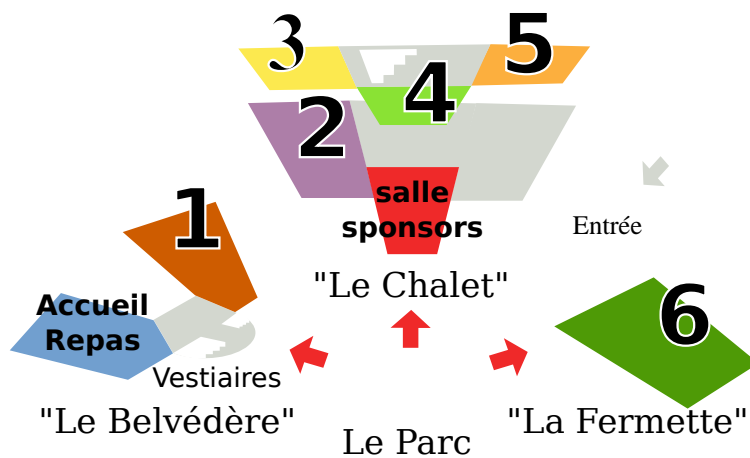 3
5
4
2
salle
sponsors
1
Entrée
"Le Chalet"
Accueil
Repas
6
Vestiaires
"Le Belvédère"
"La Fermette"
Le Parc